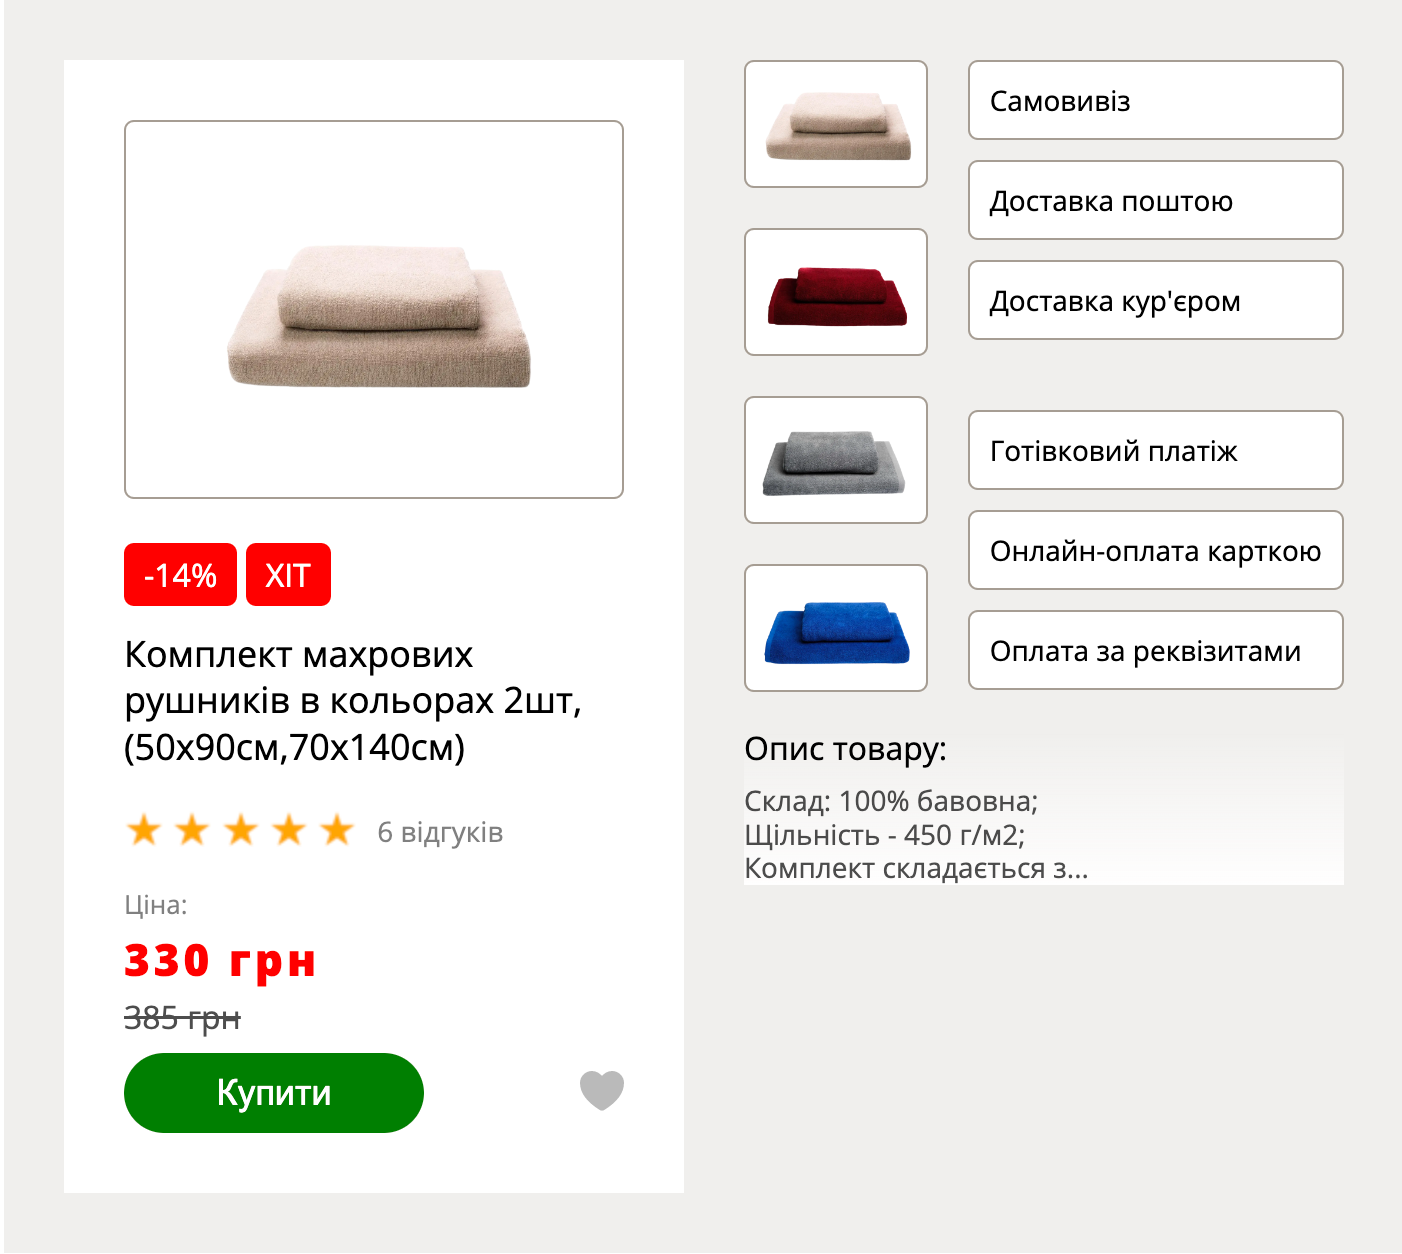 -14%
ХІТ
Комплект махрових
рушників в кольорах 2шт,
(50х90см,70х140см)
6 відгуків
Ціна:
330 грн
385 грн
Купити
Самовивіз
Доставка поштою
Доставка кур'єром
Готівковий платіж
Онлайн-оплата карткою
Оплата за реквізитами
Опис товару:
Склад: 100% бавовна;
Щільність - 450 г/м2;
Комплект складається з...